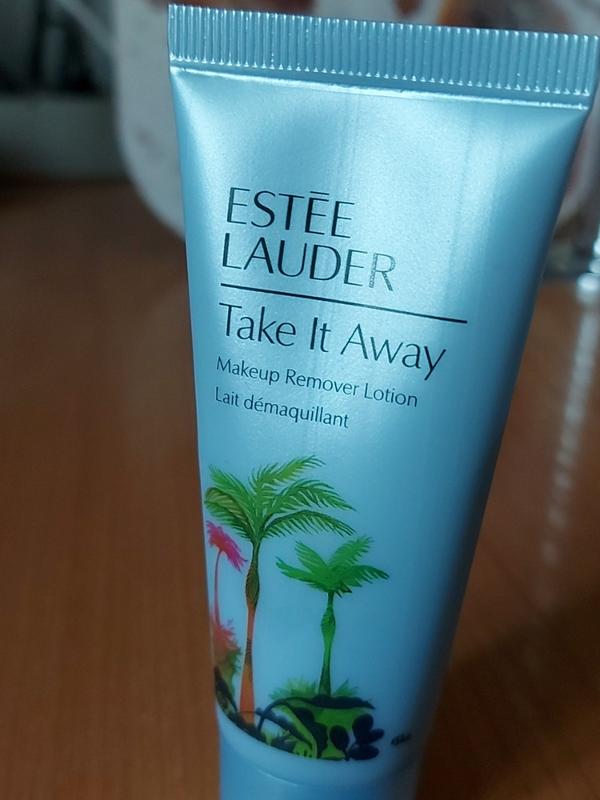 ESTĒE
LAUDER
Take It Away
Makeup Remover Lotion
Lait démaquillant